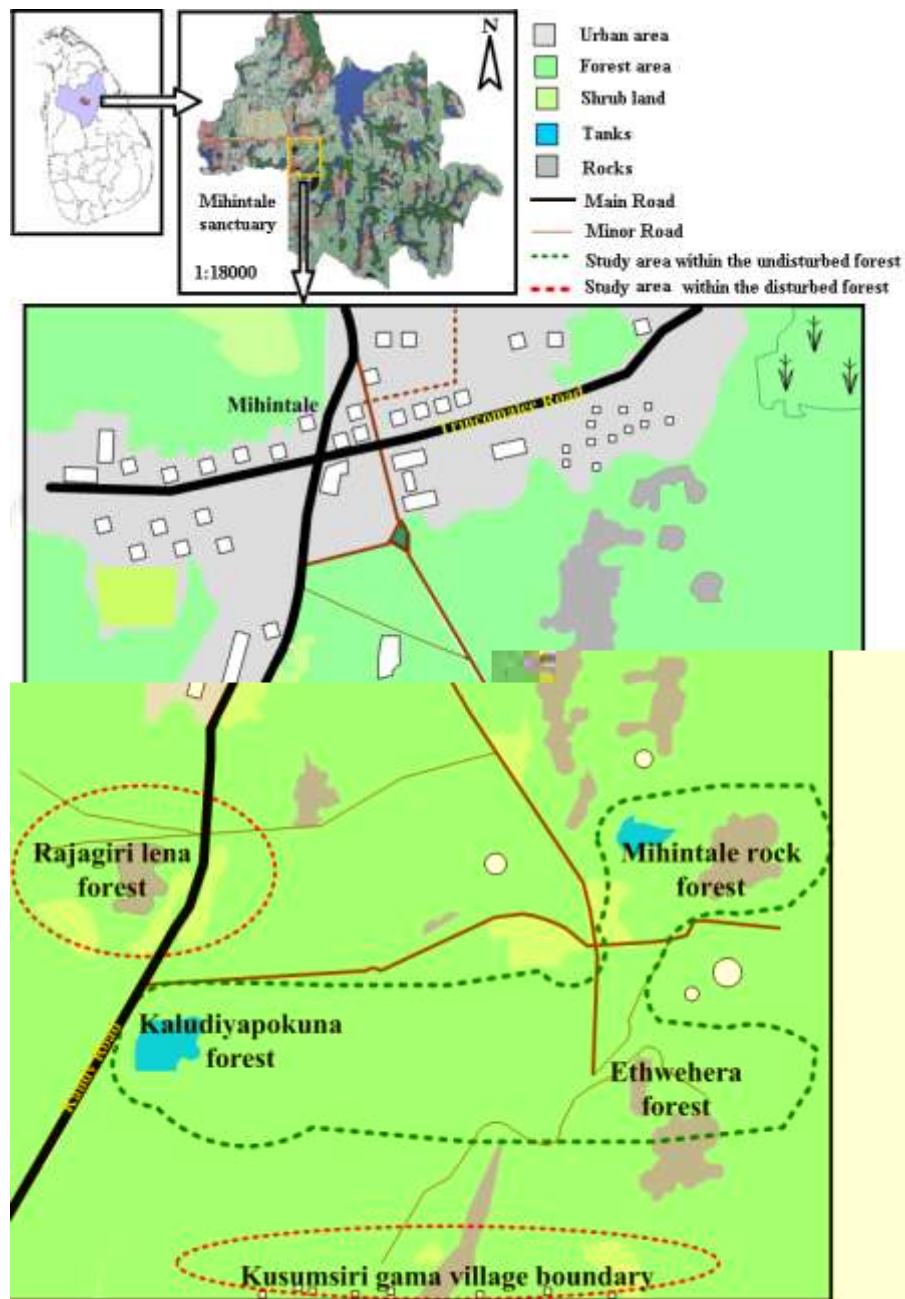 N
Mihintale
sanctuary
1:18000
Urban area
Forest area
Shrub land
Tanks
Rocks
Main Road
Minor Road
Study area within the undisturbed forest
Study area within the disturbed forest
Mihintale
Trincomalee Road
Rajagiri lena
forest
Mihintale rock
forest
Kaludiyapokuna
forest
Kandy Road
Ethwehera
forest
Kusumsiri gama village boundary